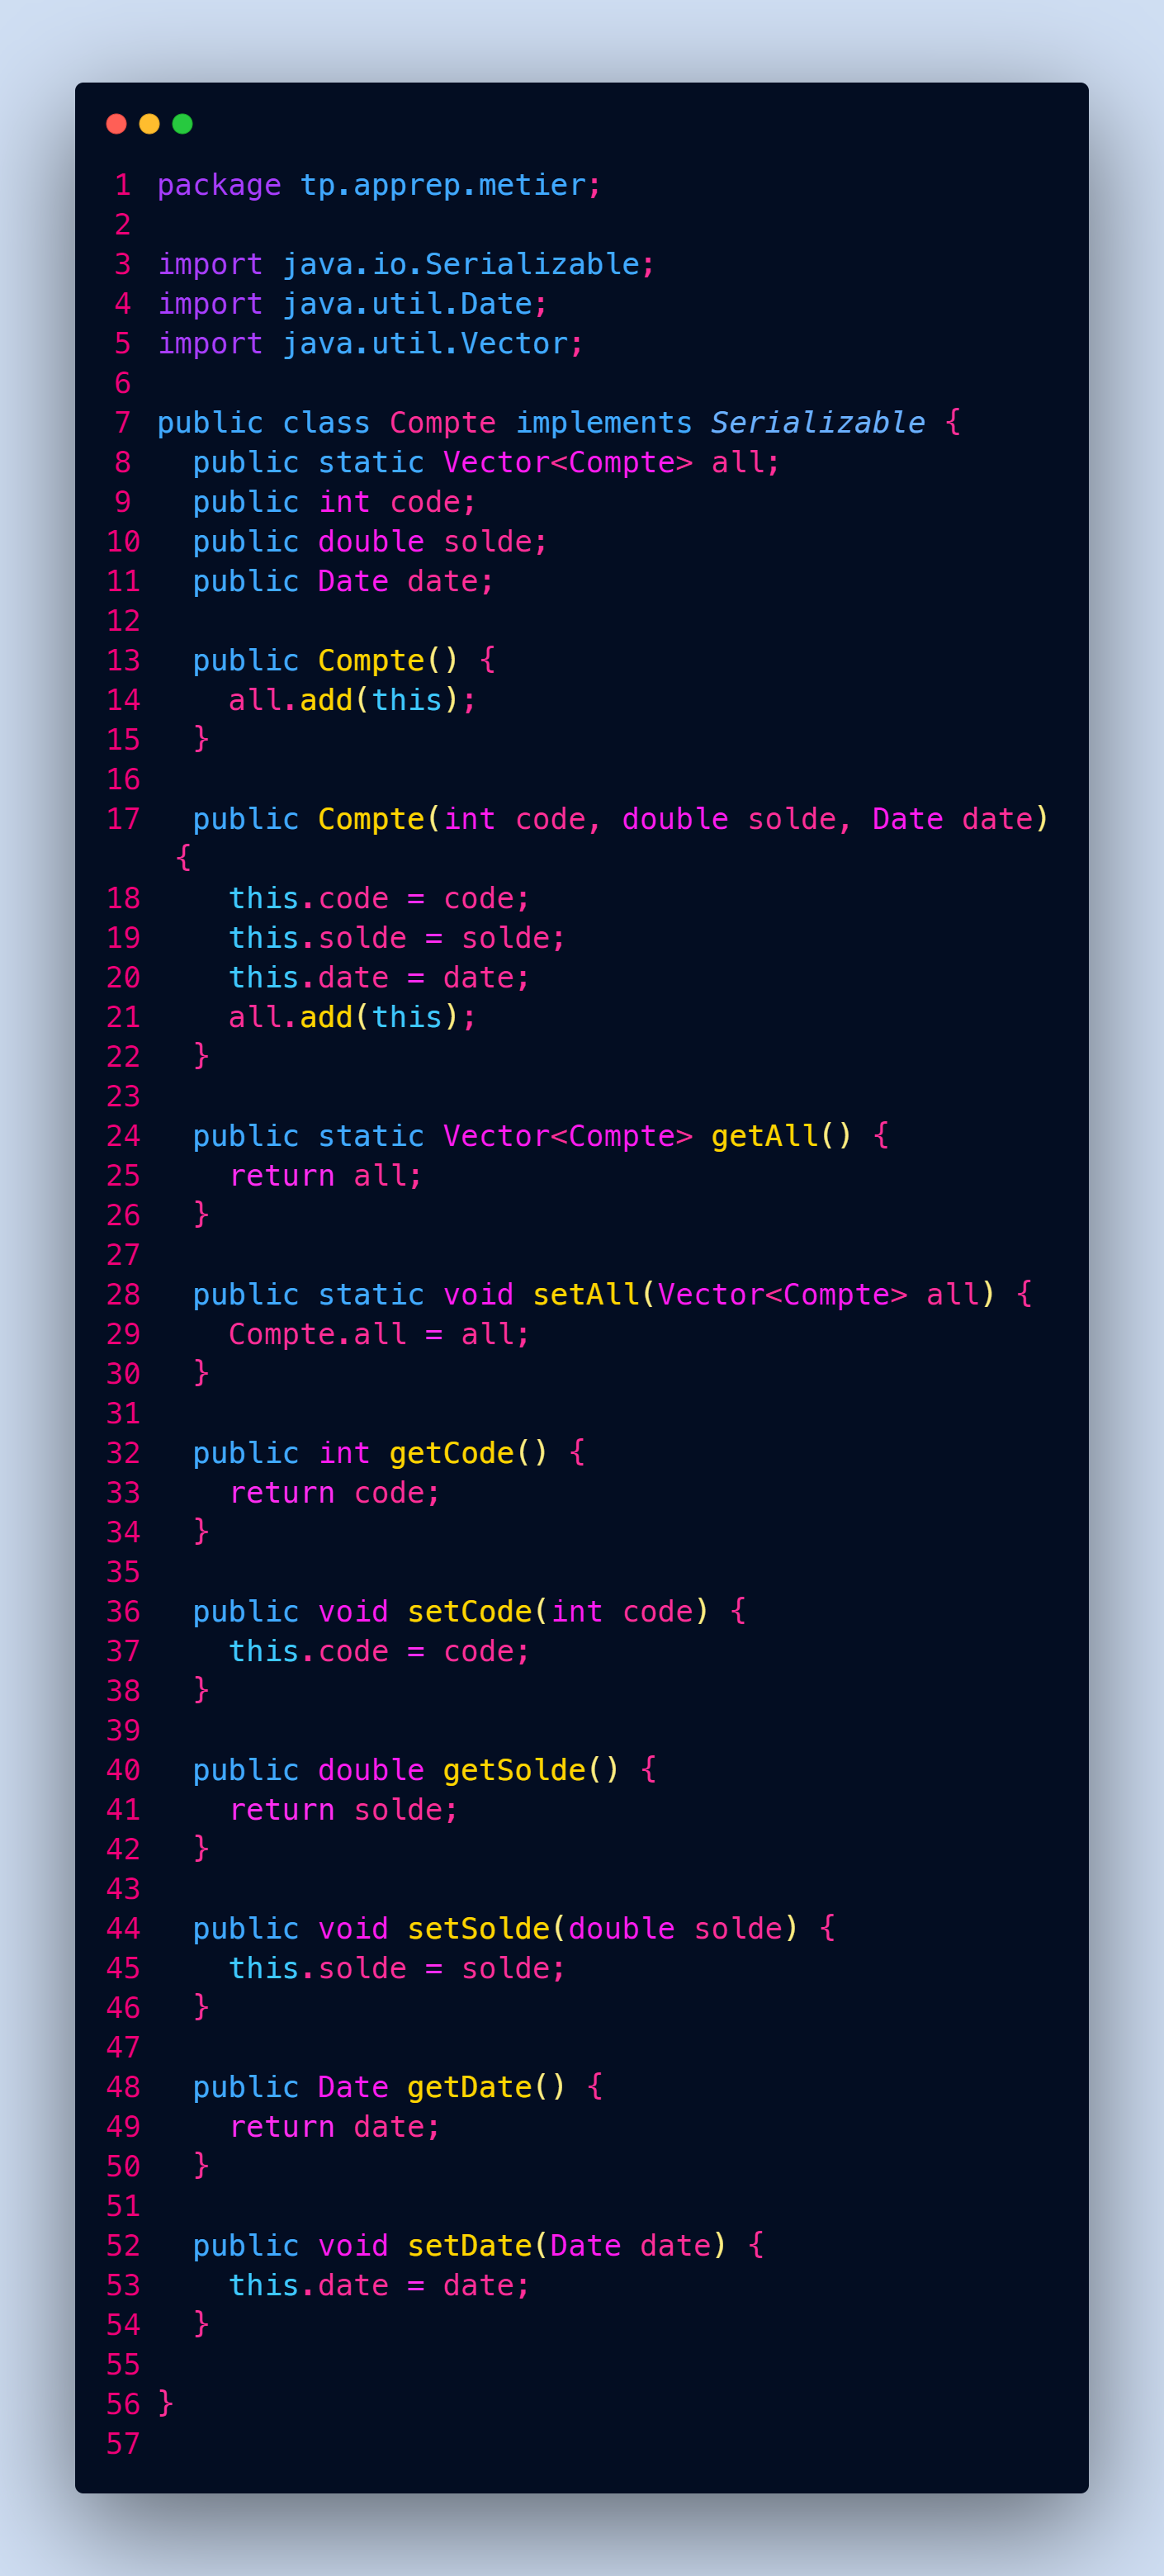 1 package tp.apprep.metier;
2
3 import java.io.Serializable;
4 import java.util.Date;
5 import java.util.Vector;
6
7 public class Compte implements Serializable {
8   public static Vector<Compte> all;
9   public int code;
10   public double solde;
11   public Date date;
12
13   public Compte() {
14     all.add(this);
15   }
16
17   public Compte(int code, double solde, Date date)
 {
18     this.code = code;
19     this.solde = solde;
20     this.date = date;
21     all.add(this);
22   }
23
24   public static Vector<Compte> getAll() {
25     return all;
26   }
27
28   public static void setAll(Vector<Compte> all) {
29     Compte.all = all;
30   }
31
32   public int getCode() {
33     return code;
34   }
35
36   public void setCode(int code) {
37     this.code = code;
38   }
39
40   public double getSolde() {
41     return solde;
42   }
43
44   public void setSolde(double solde) {
45     this.solde = solde;
46   }
47
48   public Date getDate() {
49     return date;
50   }
51
52   public void setDate(Date date) {
53     this.date = date;
54   }
55
56 }
57